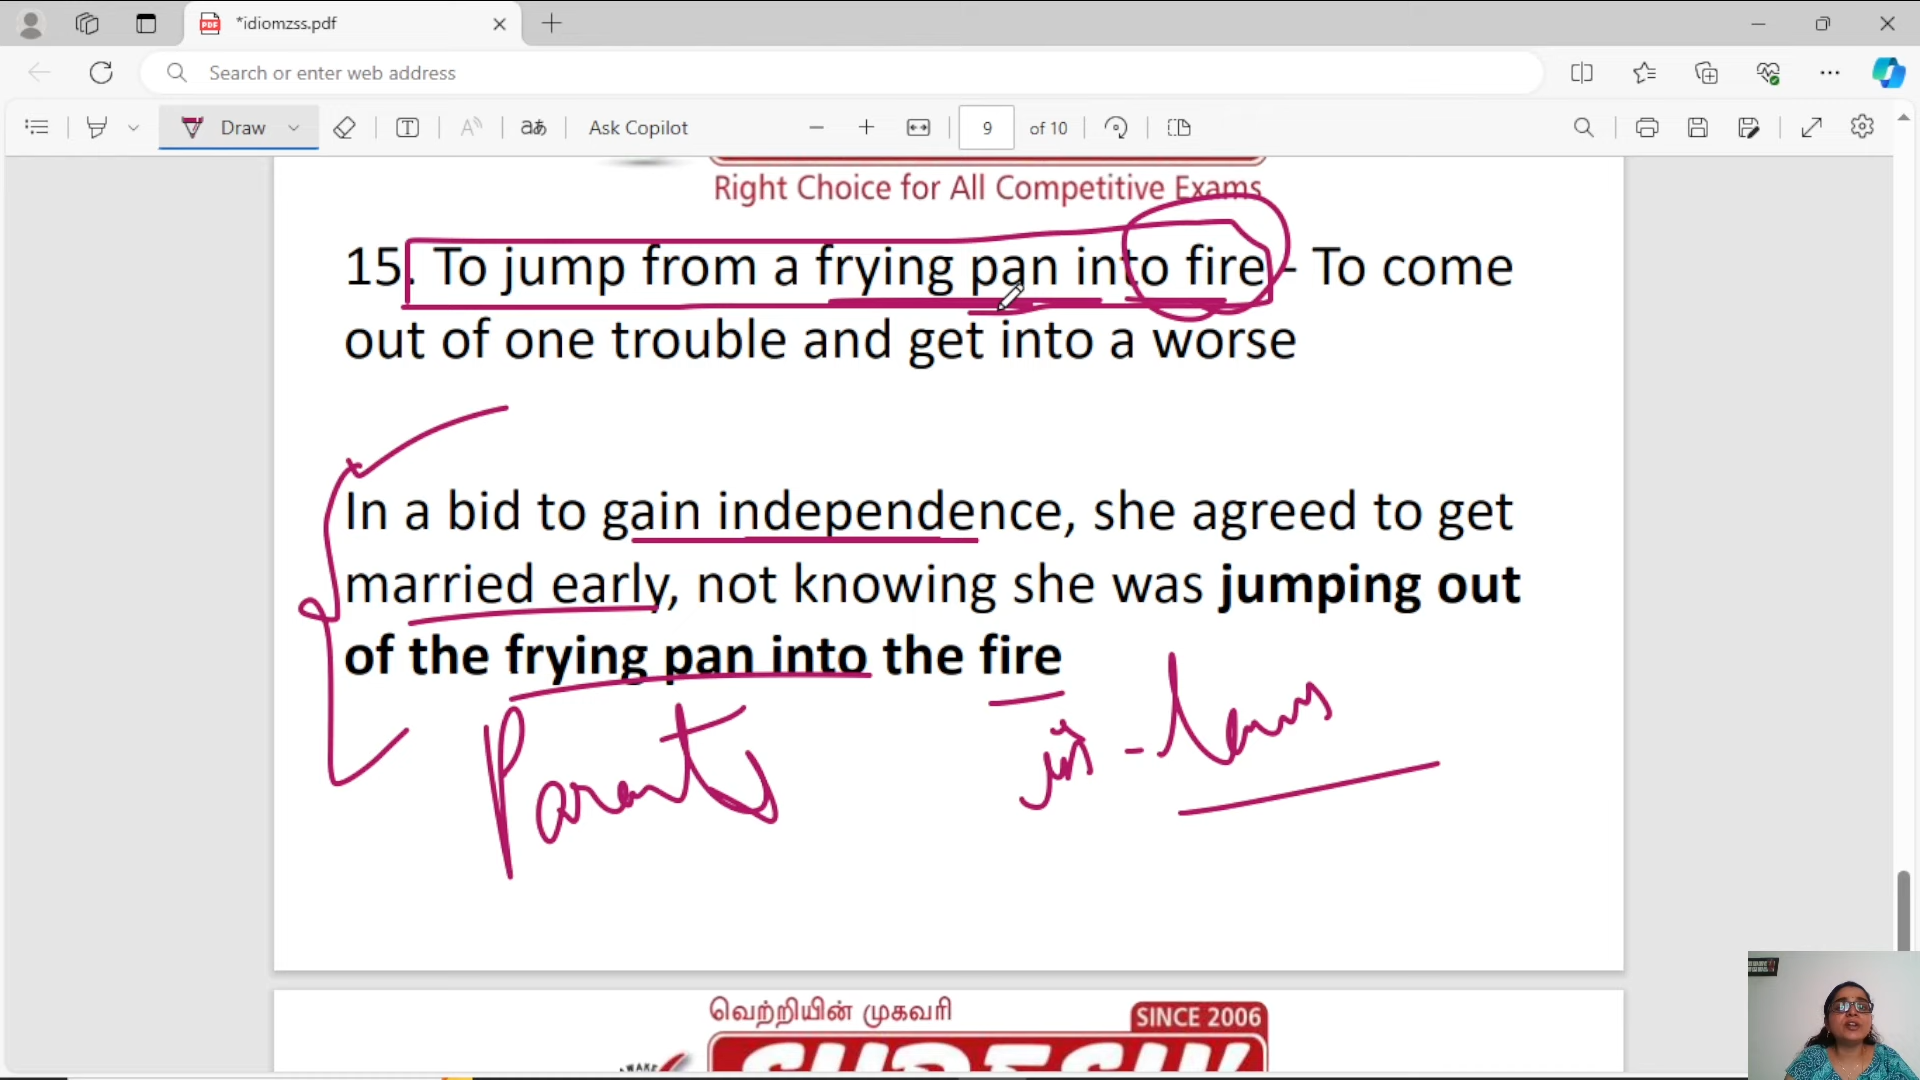 *idiomzss.pdf
Search or enter web address
Draw
Ask Copilot
9 of 10
Right Choice for All Competitive Exams
15. To jump from a frying pan into fire - To come
out of one trouble and get into a worse
In a bid to gain independence, she agreed to get
married early, not knowing she was jumping out
of the frying pan into the fire
Parents
in-laws
வெற்றியின் முகவரி
SINCE 2006